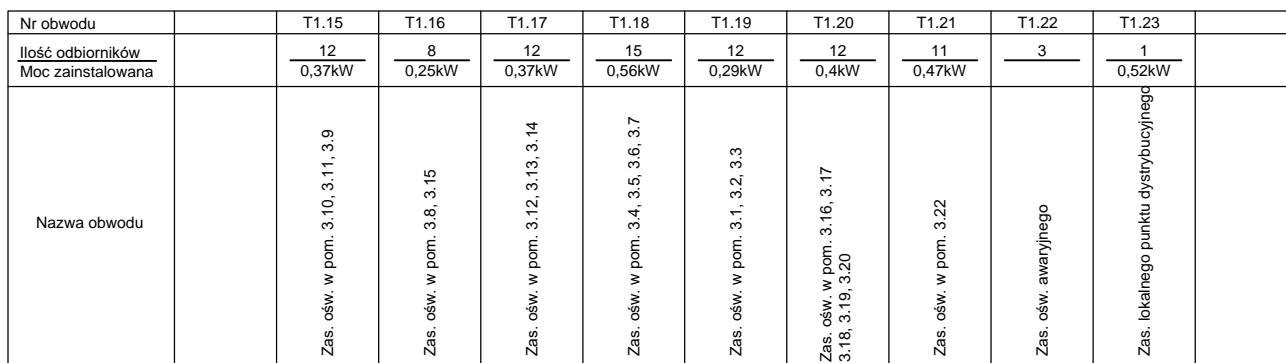 Nr obwodu T1.15 T1.16 T1.17 T1.18 T1.19 T1.20 T1.21 T1.22 T1.23
Ilość odbiorników 12 8 12 15 12 12 11 3 1
Moc zainstalowana 0,37kW 0,25kW 0,37kW 0,56kW 0,29kW 0,4kW 0,47kW 0,52kW
Nazwa obwodu
Zas. ośw. w pom. 3.10, 3.11, 3.9
Zas. ośw. w pom. 3.8, 3.15
Zas. ośw. w pom. 3.12, 3.13, 3.14
Zas. ośw. w pom. 3.4, 3.5, 3.6, 3.7
Zas. ośw. w pom. 3.1, 3.2, 3.3
Zas. ośw. w pom. 3.16, 3.17
3.18, 3.19, 3.20
Zas. ośw. w pom. 3.22
Zas. ośw. awaryjnego
Zas. lokalnego punktu dystrybucyjnego